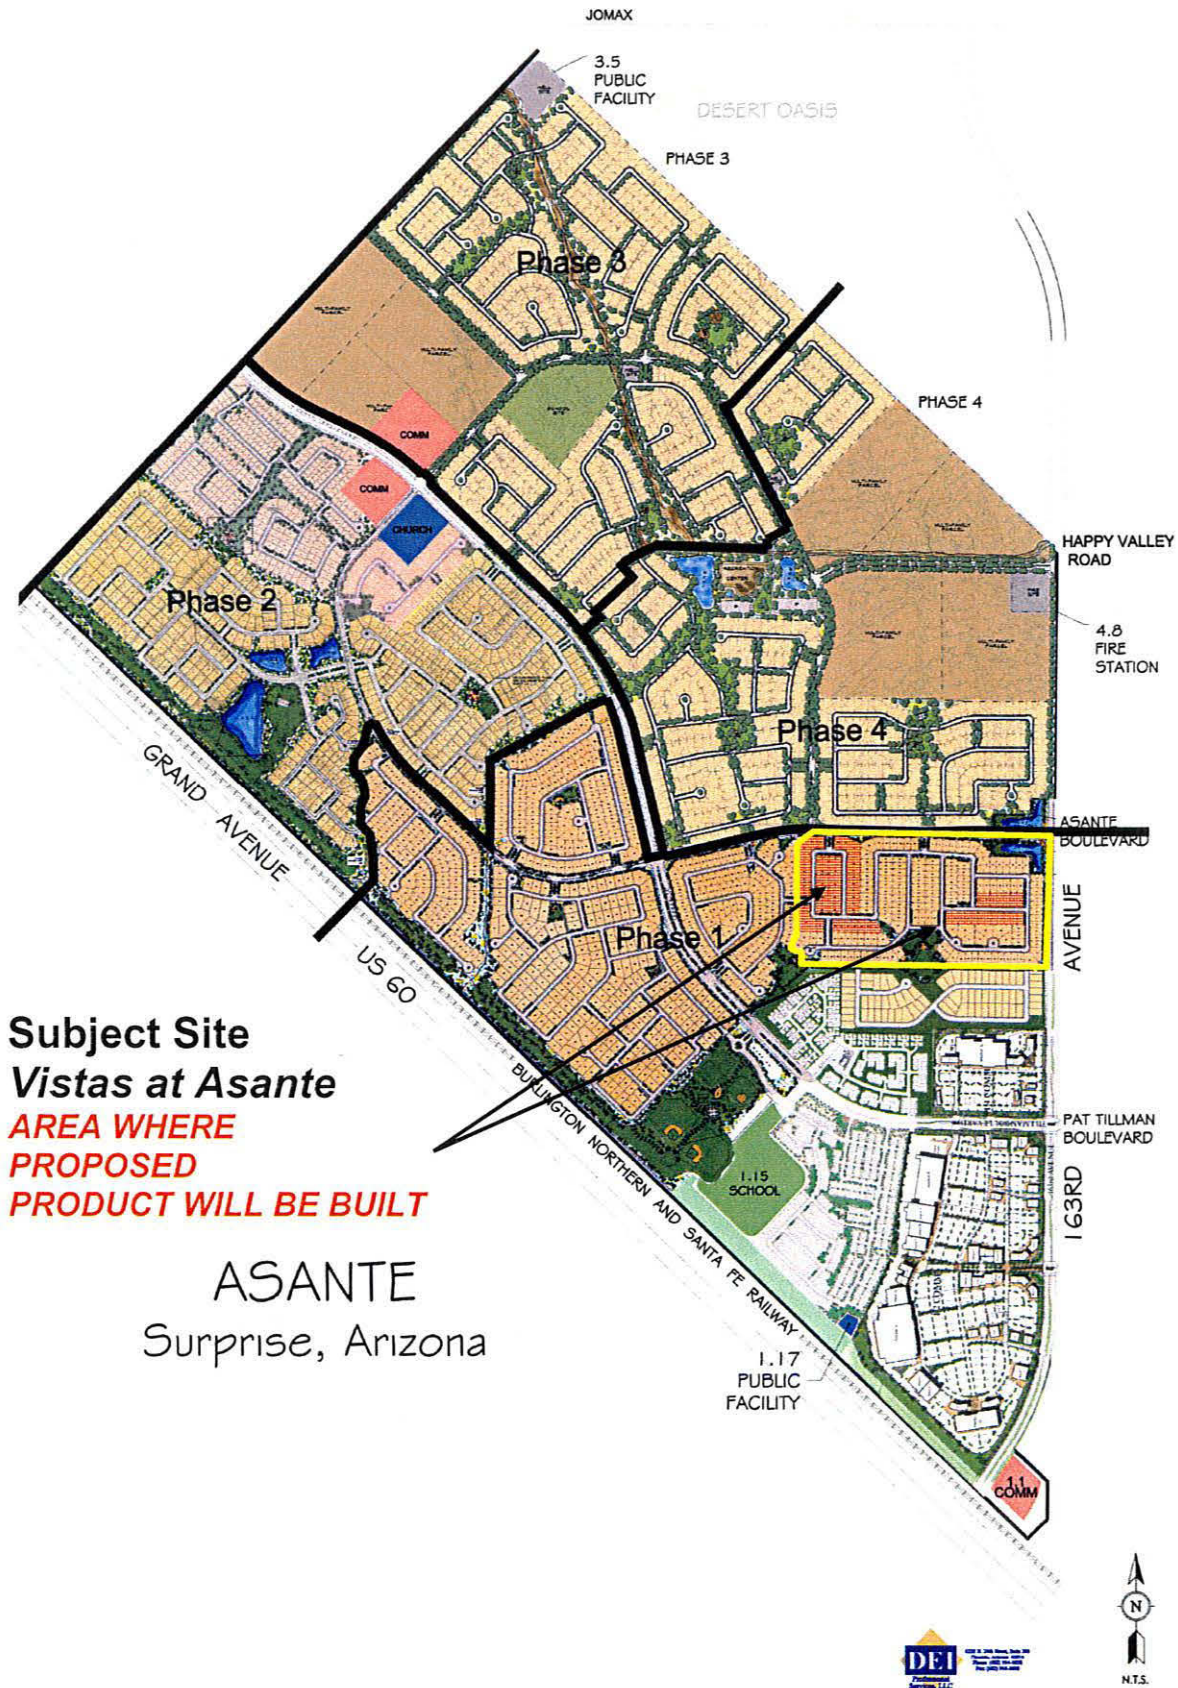 JOMAX
3.5
PUBLIC
FACILITY
DESERT OASIS
PHASE 3
Phase 3
PHASE 4
COMM
COMM
CHURCH
HAPPY VALLEY
ROAD
Phase 2
4.8
FIRE
STATION
Phase 4
GRAND AVENUE
ASANTE
BOULEVARD
AVENUE
Phase 1
US 60
Subject Site
Vistas at Asante
AREA WHERE
PROPOSED
PRODUCT WILL BE BUILT
BURLINGTON NORTHERN AND SANTA FE RAILWAY
PAT TILLMAN
BOULEVARD
1.15
SCHOOL
163RD
ASANTE
Surprise, Arizona
1.17
PUBLIC
FACILITY
1.1
COMM
N
DEI
Professional
Services, LLC
N.T.S.